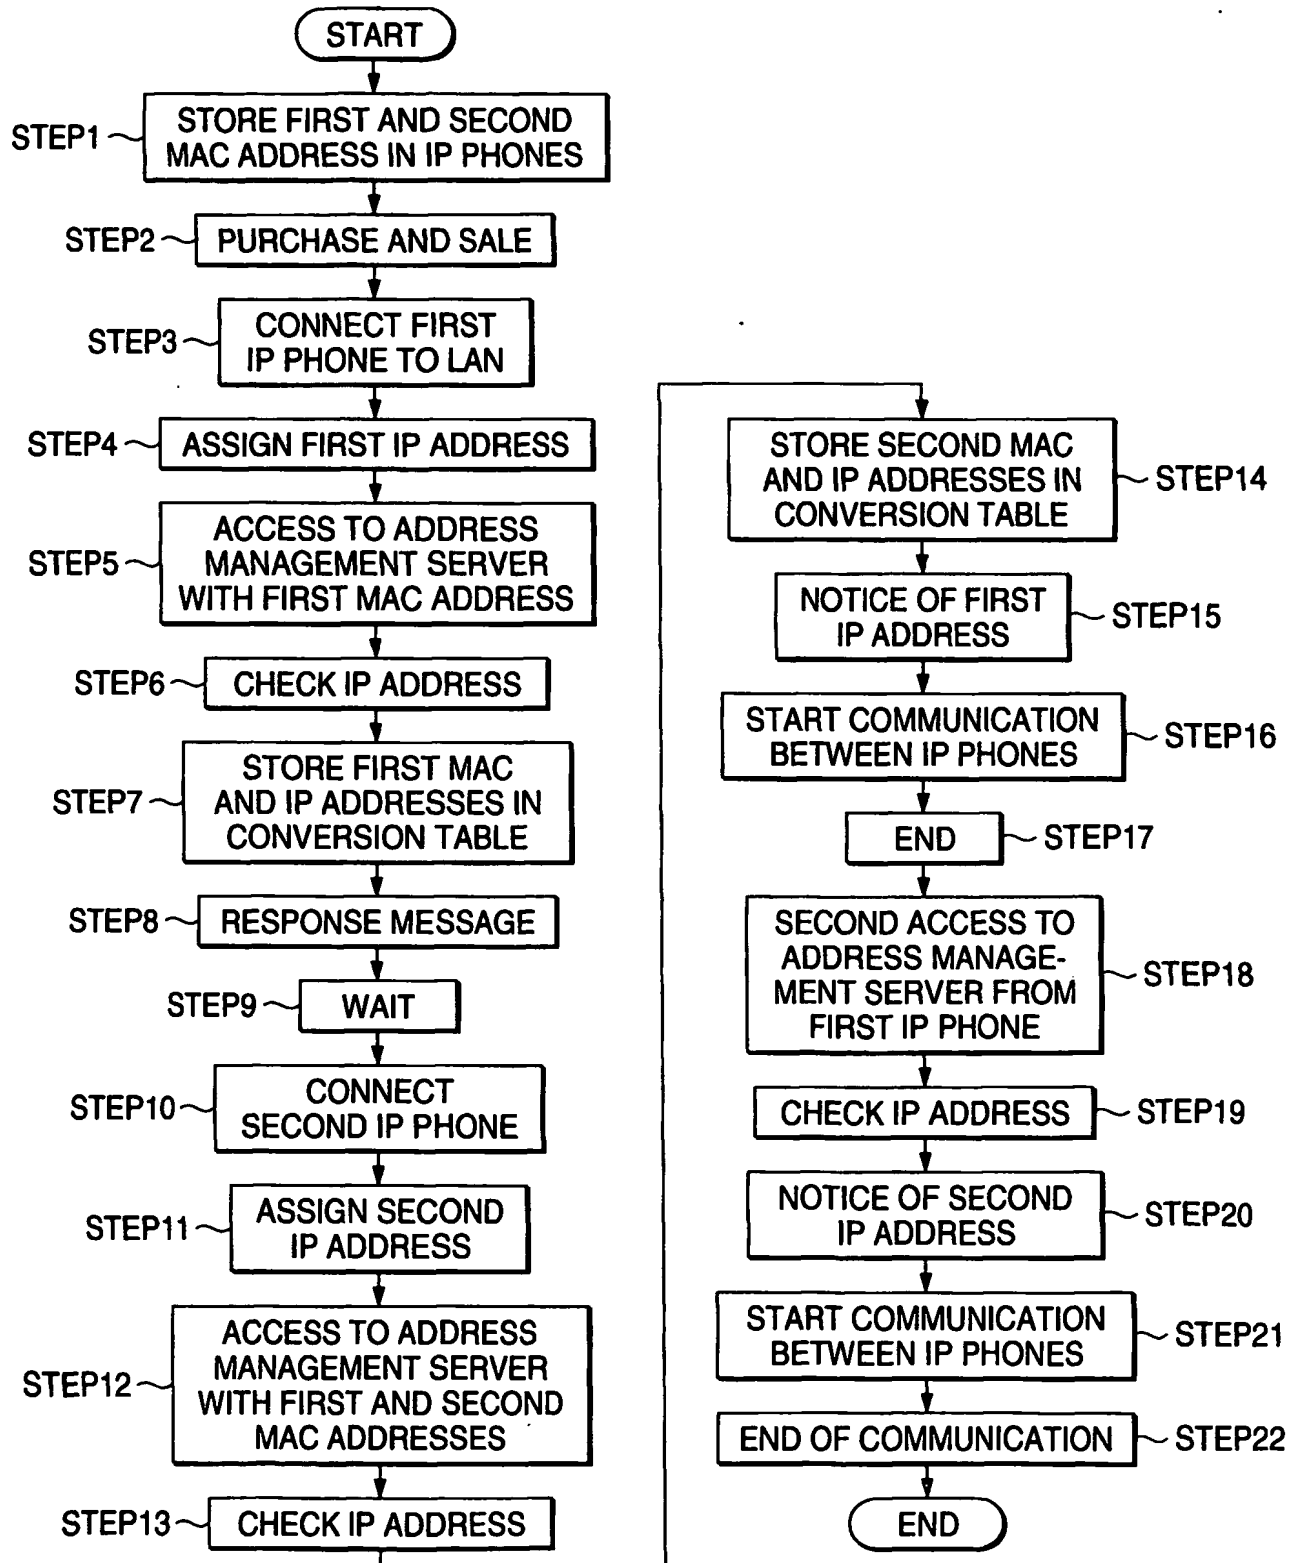 START
STEP1
STORE FIRST AND SECOND
MAC ADDRESS IN IP PHONES
STEP2
PURCHASE AND SALE
STEP3
CONNECT FIRST
IP PHONE TO LAN
STEP4
ASSIGN FIRST IP ADDRESS
STEP5
ACCESS TO ADDRESS
MANAGEMENT SERVER
WITH FIRST MAC ADDRESS
STEP6
CHECK IP ADDRESS
STEP7
STORE FIRST MAC
AND IP ADDRESSES IN
CONVERSION TABLE
STEP8
RESPONSE MESSAGE
STEP9
WAIT
STEP10
CONNECT
SECOND IP PHONE
STEP11
ASSIGN SECOND
IP ADDRESS
STEP12
ACCESS TO ADDRESS
MANAGEMENT SERVER
WITH FIRST AND SECOND
MAC ADDRESSES
STEP13
CHECK IP ADDRESS
STORE SECOND MAC
AND IP ADDRESSES IN
CONVERSION TABLE
STEP14
NOTICE OF FIRST
IP ADDRESS
STEP15
START COMMUNICATION
BETWEEN IP PHONES
STEP16
END
STEP17
SECOND ACCESS TO
ADDRESS MANAGE-
MENT SERVER FROM
FIRST IP PHONE
STEP18
CHECK IP ADDRESS
STEP19
NOTICE OF SECOND
IP ADDRESS
STEP20
START COMMUNICATION
BETWEEN IP PHONES
STEP21
END OF COMMUNICATION
STEP22
END